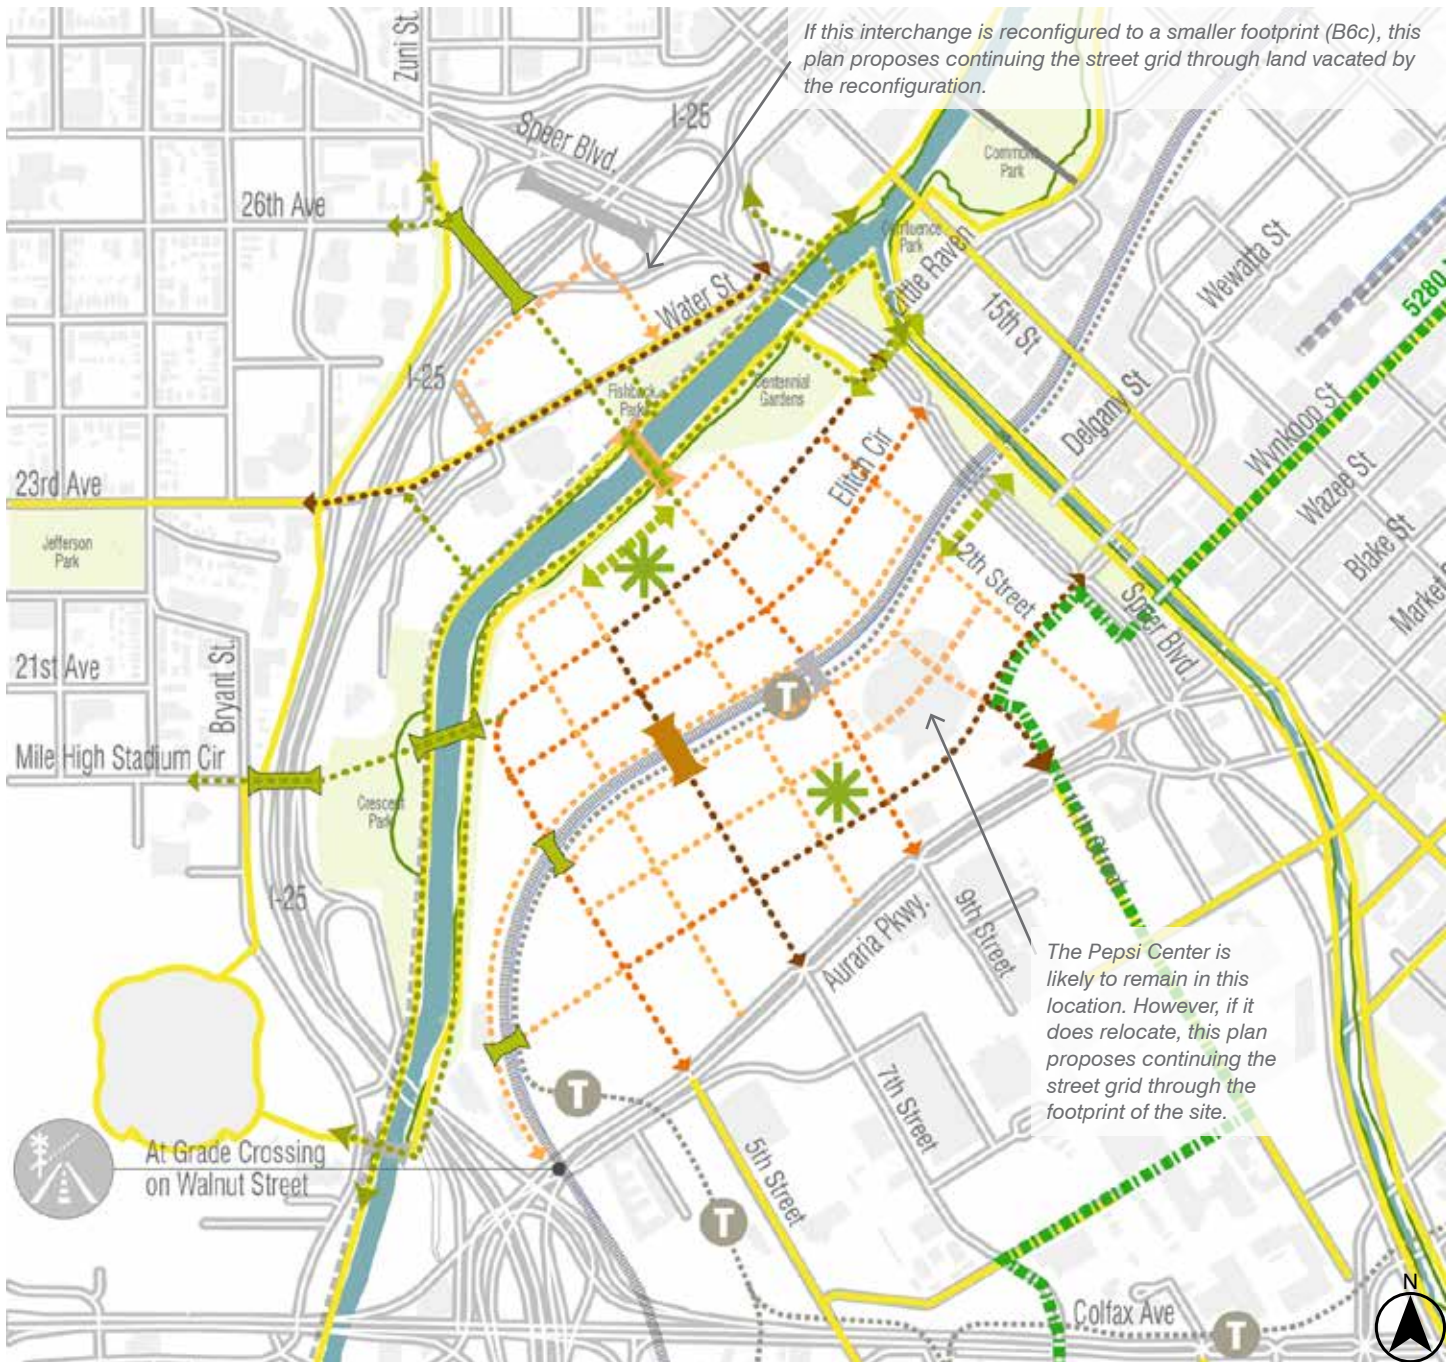 If this interchange is reconfigured to a smaller footprint (B6c), this
plan proposes continuing the street grid through land vacated by
the reconfiguration.
Zuni St.
I-25
Speer Blvd.
Commons
Park
26th Ave
Confluence
Park
Little Raven
Wewatta St
5280
Water St
15th St
I-25
Fishback
Park
Centennial
Gardens
Delgany St
Wynkoop St
Elitch Cir
Wazee St
23rd Ave
Blake St
Jefferson
Park
12th Street
Market
Speer Blvd.
21st Ave
Bryant St.
T
Mile High Stadium Cir
Crescent
Park
I-25
9th Street
Auraria Pkwy.
The Pepsi Center is
likely to remain in this
location. However, if it
does relocate, this plan
proposes continuing the
street grid through the
footprint of the site.
7th Street
T
At Grade Crossing
on Walnut Street
5th Street
T
Colfax Ave
T
N